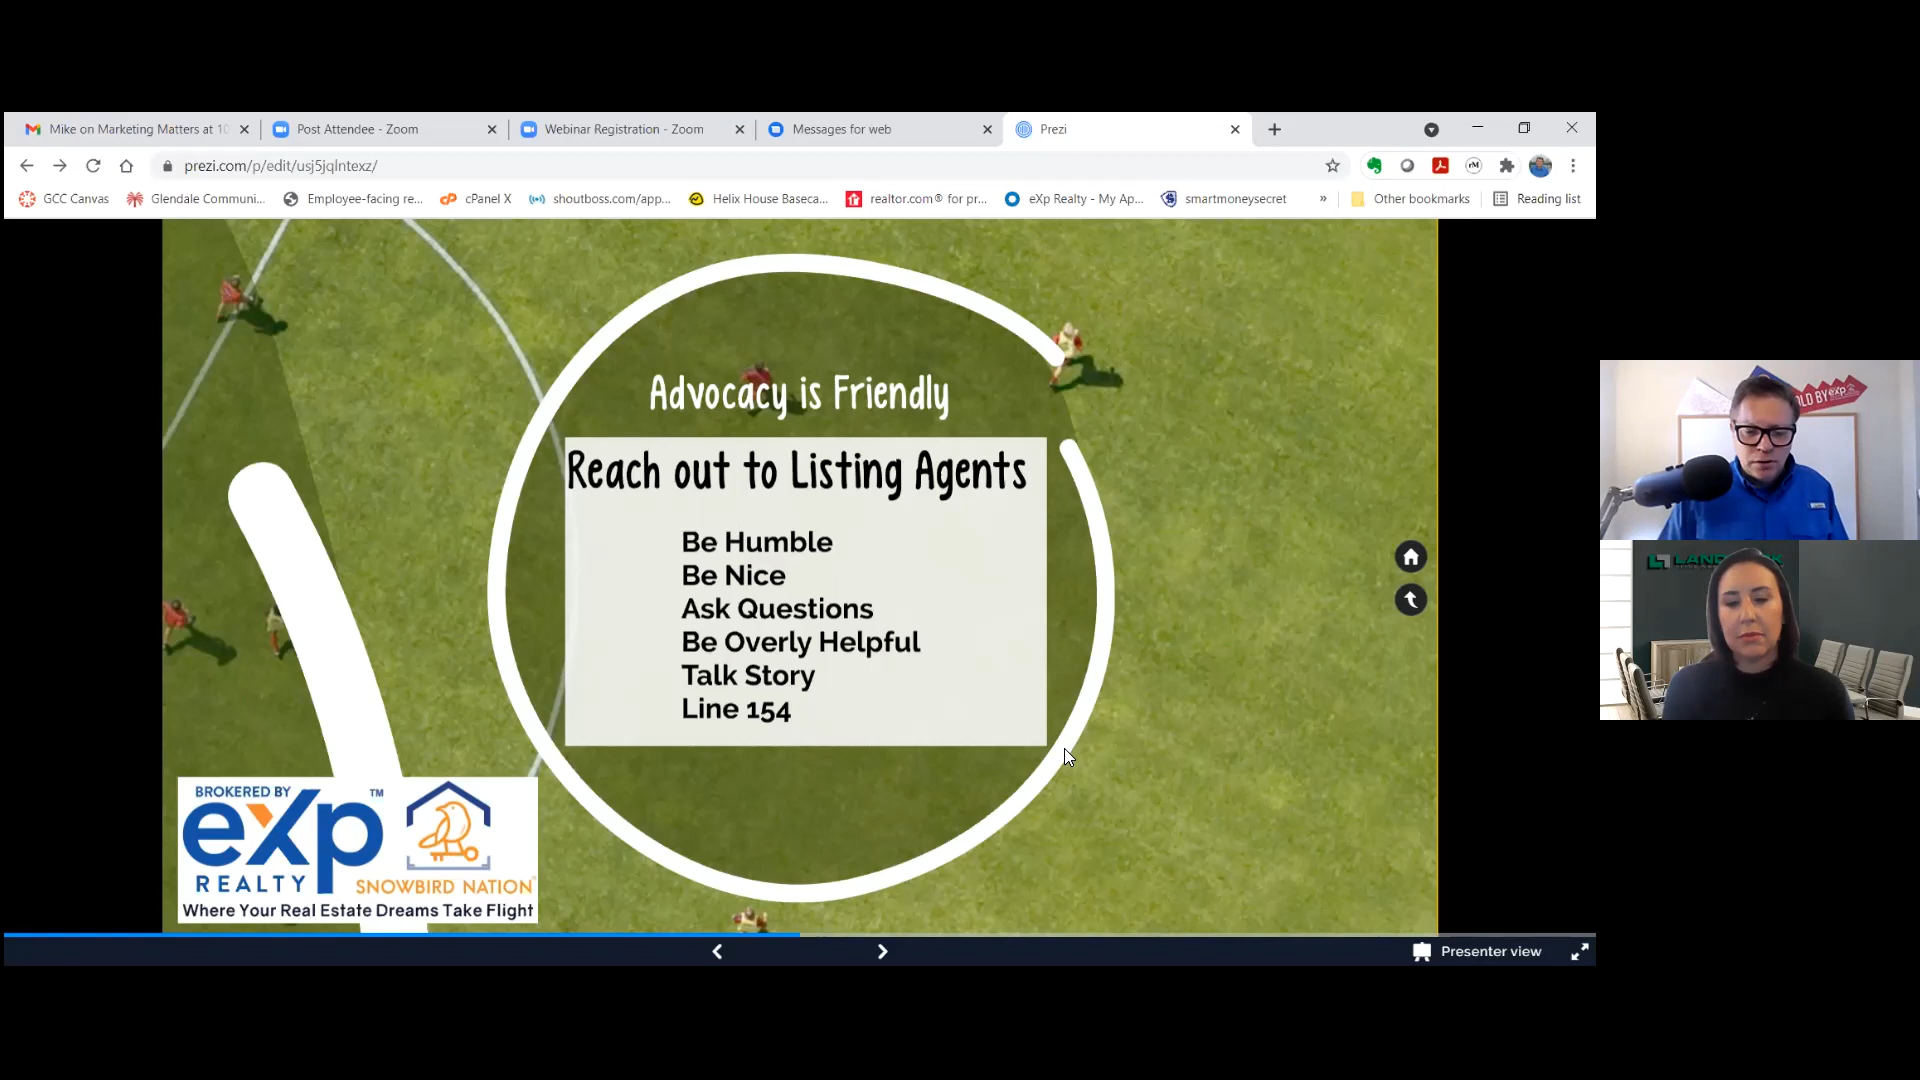 Mike on Marketing Matters at 10
Post Attendee - Zoom
Webinar Registration - Zoom
Messages for web
Prezi
prezi.com/p/edit/usj5jqlntexz/
rM
GCC Canvas
Glendale Communi...
Employee-facing re...
cPanel X
shoutboss.com/app...
Helix House Baseca...
realtor.com® for pr...
eXp Realty - My Ap...
smartmoneysecret
»
Other bookmarks
Reading list
Advocacy is Friendly
Reach out to Listing Agents
Be Humble
Be Nice
Ask Questions
Be Overly Helpful
Talk Story
Line 154
BROKERED BY
eXp™
REALTY
SNOWBIRD NATION
Where Your Real Estate Dreams Take Flight
Presenter view
OLD BY exp